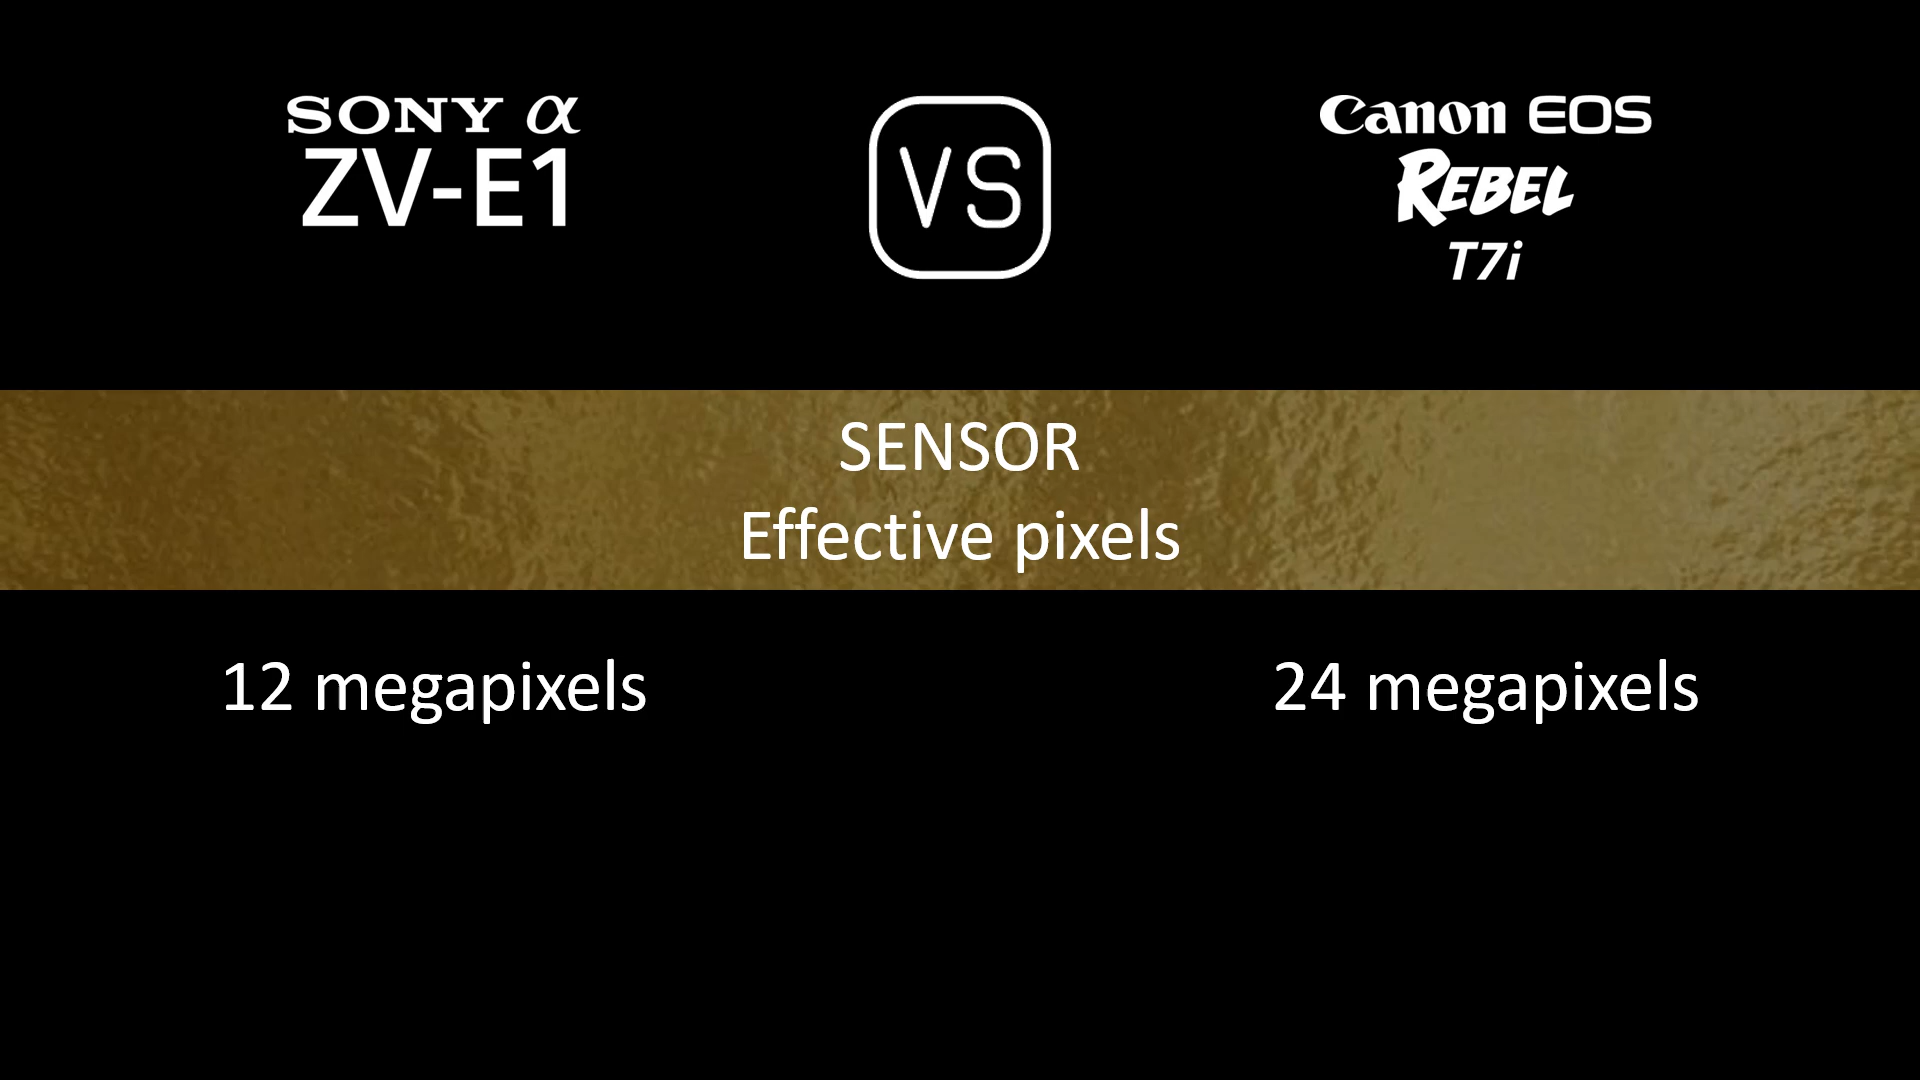 SONY α
ZV-E1
VS
Canon EOS
REBEL
T7i
SENSOR
Effective pixels
12 megapixels
24 megapixels